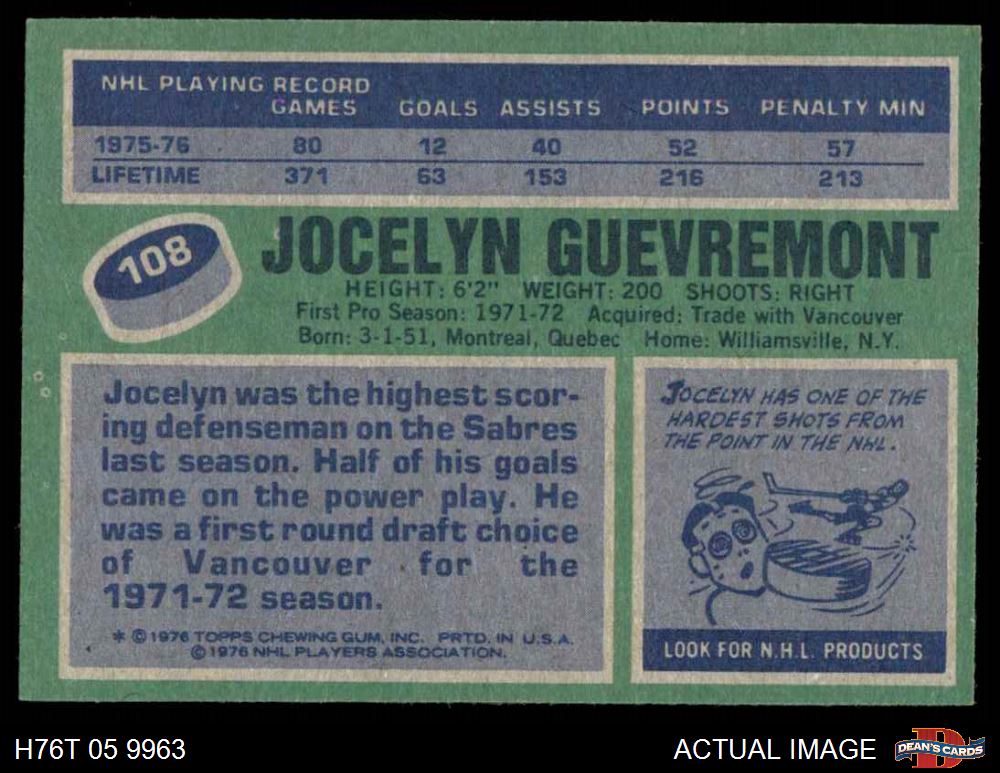 NHL PLAYING RECORD
GAMES GOALS ASSISTS POINTS PENALTY MIN
1975-76 80 12 40 52 57
LIFETIME 371 63 153 216 213
108
JOCELYN GUEVREMONT
HEIGHT: 6'2" WEIGHT: 200 SHOOTS: RIGHT
First Pro Season: 1971-72 Acquired: Trade with Vancouver
Born: 3-1-51, Montreal, Quebec Home: Williamsville, N.Y.
Jocelyn was the highest scor-
ing defenseman on the Sabres
last season. Half of his goals
came on the power play. He
was a first round draft choice
of Vancouver for the
1971-72 season.
* © 1976 TOPPS CHEWING GUM, INC. PRTD. IN U.S.A.
© 1976 NHL PLAYERS ASSOCIATION.
JOCELYN HAS ONE OF THE
HARDEST SHOTS FROM
THE POINT IN THE NHL.
LOOK FOR N.H.L. PRODUCTS
H76T 05 9963
ACTUAL IMAGE
D
DEAN'S CARDS